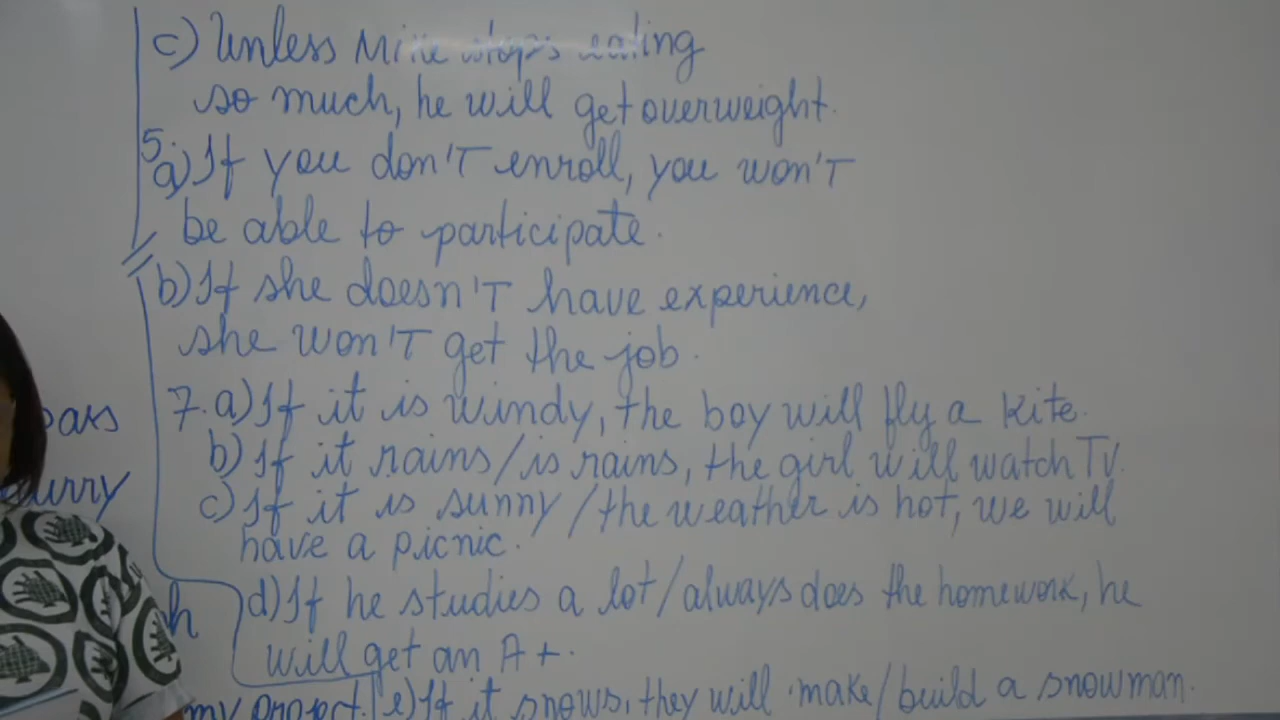 c) Unless Mike stops eating
so much, he will get overweight.
5.
a) If you don't enroll, you won't
be able to participate.
b) If she doesn't have experience,
she won't get the job.
7. a) If it is windy, the boy will fly a kite.
b) If it rains/is rains, the girl will watch TV.
c) If it is sunny/the weather is hot, we will
have a picnic.
d) If he studies a lot/always does the homework, he
will get an A+.
my project. e) If it snows, they will make/build a snowman.